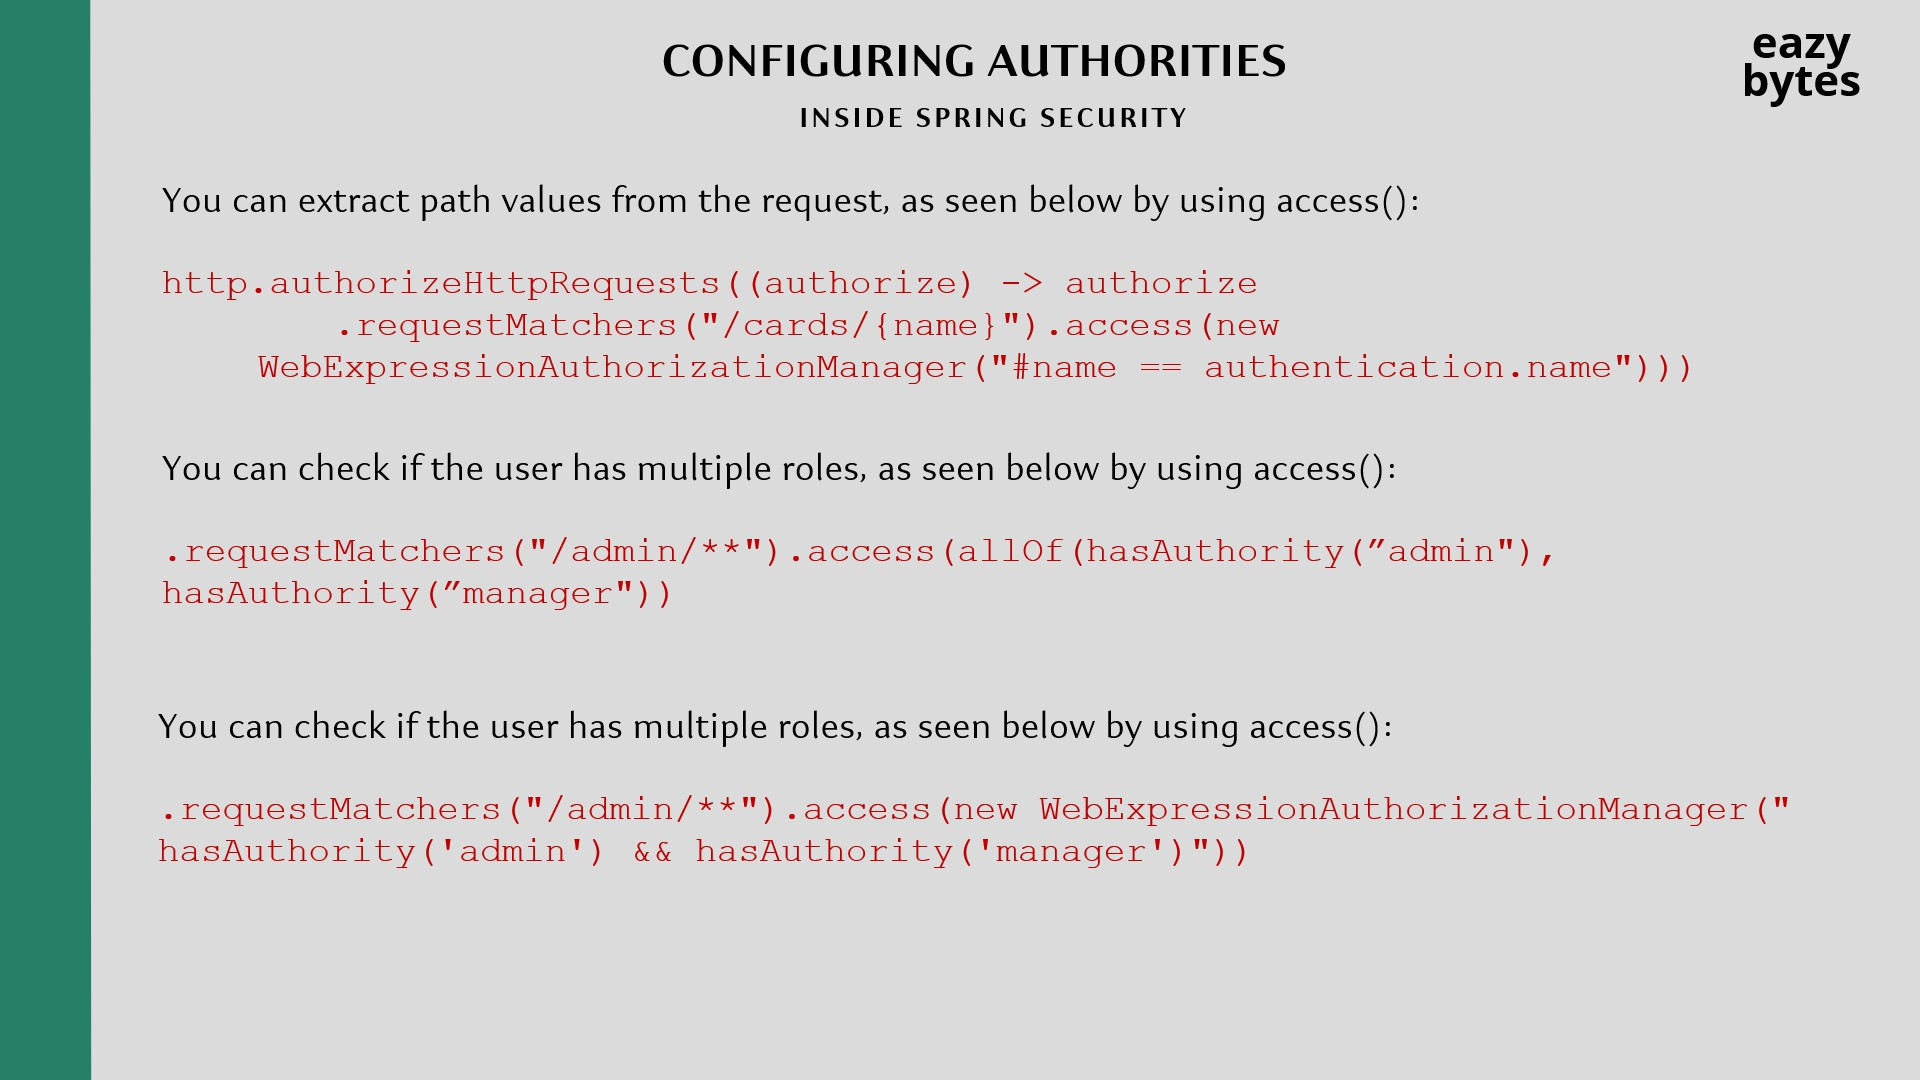 CONFIGURING AUTHORITIES
eazy
bytes
INSIDE SPRING SECURITY
You can extract path values from the request, as seen below by using access():
http.authorizeHttpRequests((authorize) -> authorize
.requestMatchers("/cards/{name}").access(new
WebExpressionAuthorizationManager("#name == authentication.name")))
You can check if the user has multiple roles, as seen below by using access():
.requestMatchers("/admin/**").access(allOf(hasAuthority(”admin"),
hasAuthority(”manager"))
You can check if the user has multiple roles, as seen below by using access():
.requestMatchers("/admin/**").access(new WebExpressionAuthorizationManager("
hasAuthority('admin') && hasAuthority('manager')"))